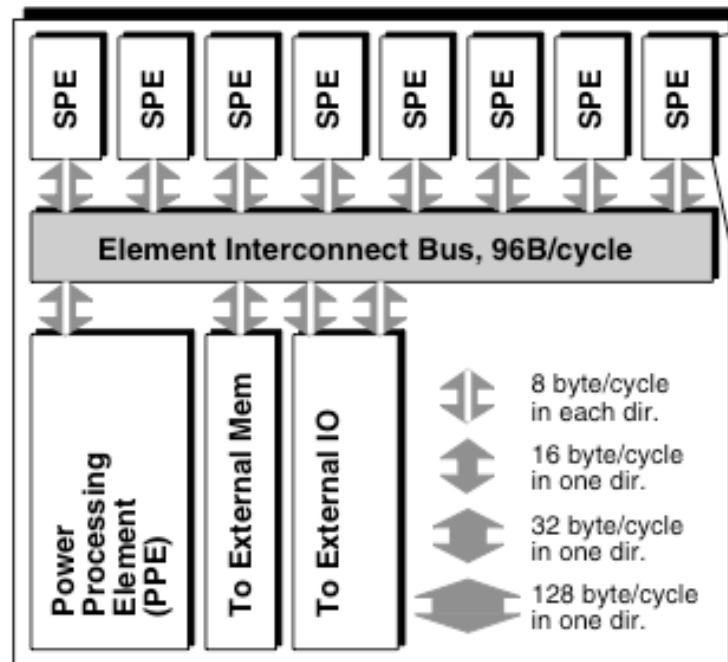 SPE
SPE
SPE
SPE
SPE
SPE
SPE
SPE
Element Interconnect Bus, 96B/cycle
Power
Processing
Element
(PPE)
To External Mem
To External IO
8 byte/cycle
in each dir.
16 byte/cycle
in one dir.
32 byte/cycle
in one dir.
128 byte/cycle
in one dir.